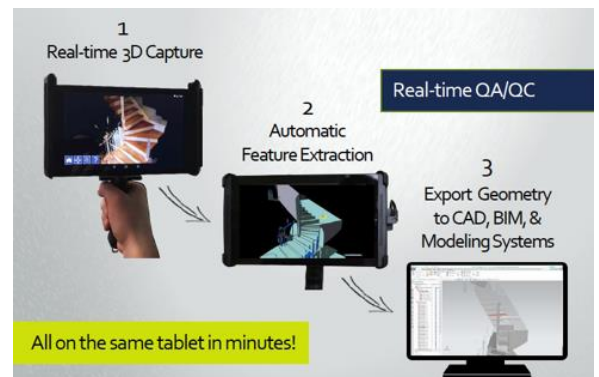 1
Real-time 3D Capture
Real-time QA/QC
2
Automatic
Feature Extraction
3
Export Geometry
to CAD, BIM, &
Modeling Systems
All on the same tablet in minutes!